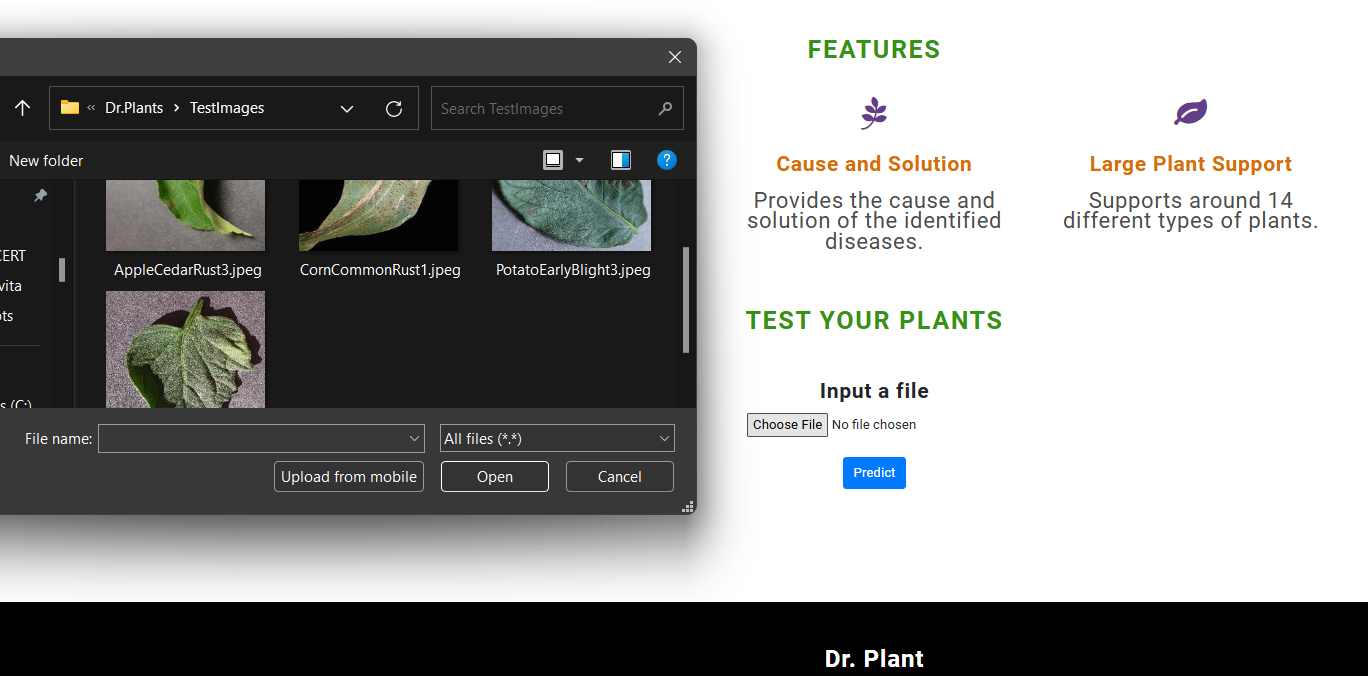 Dr.Plants
TestImages
Search TestImages
New folder
AppleCedarRust3.jpeg
CornCommonRust1.jpeg
PotatoEarlyBlight3.jpeg
CERT
vita
ots
s (C:)
File name:
All files (*.*)
Upload from mobile
Open
Cancel
FEATURES
Cause and Solution
Provides the cause and
solution of the identified
diseases.
Large Plant Support
Supports around 14
different types of plants.
TEST YOUR PLANTS
Input a file
Choose File No file chosen
Predict
Dr. Plant